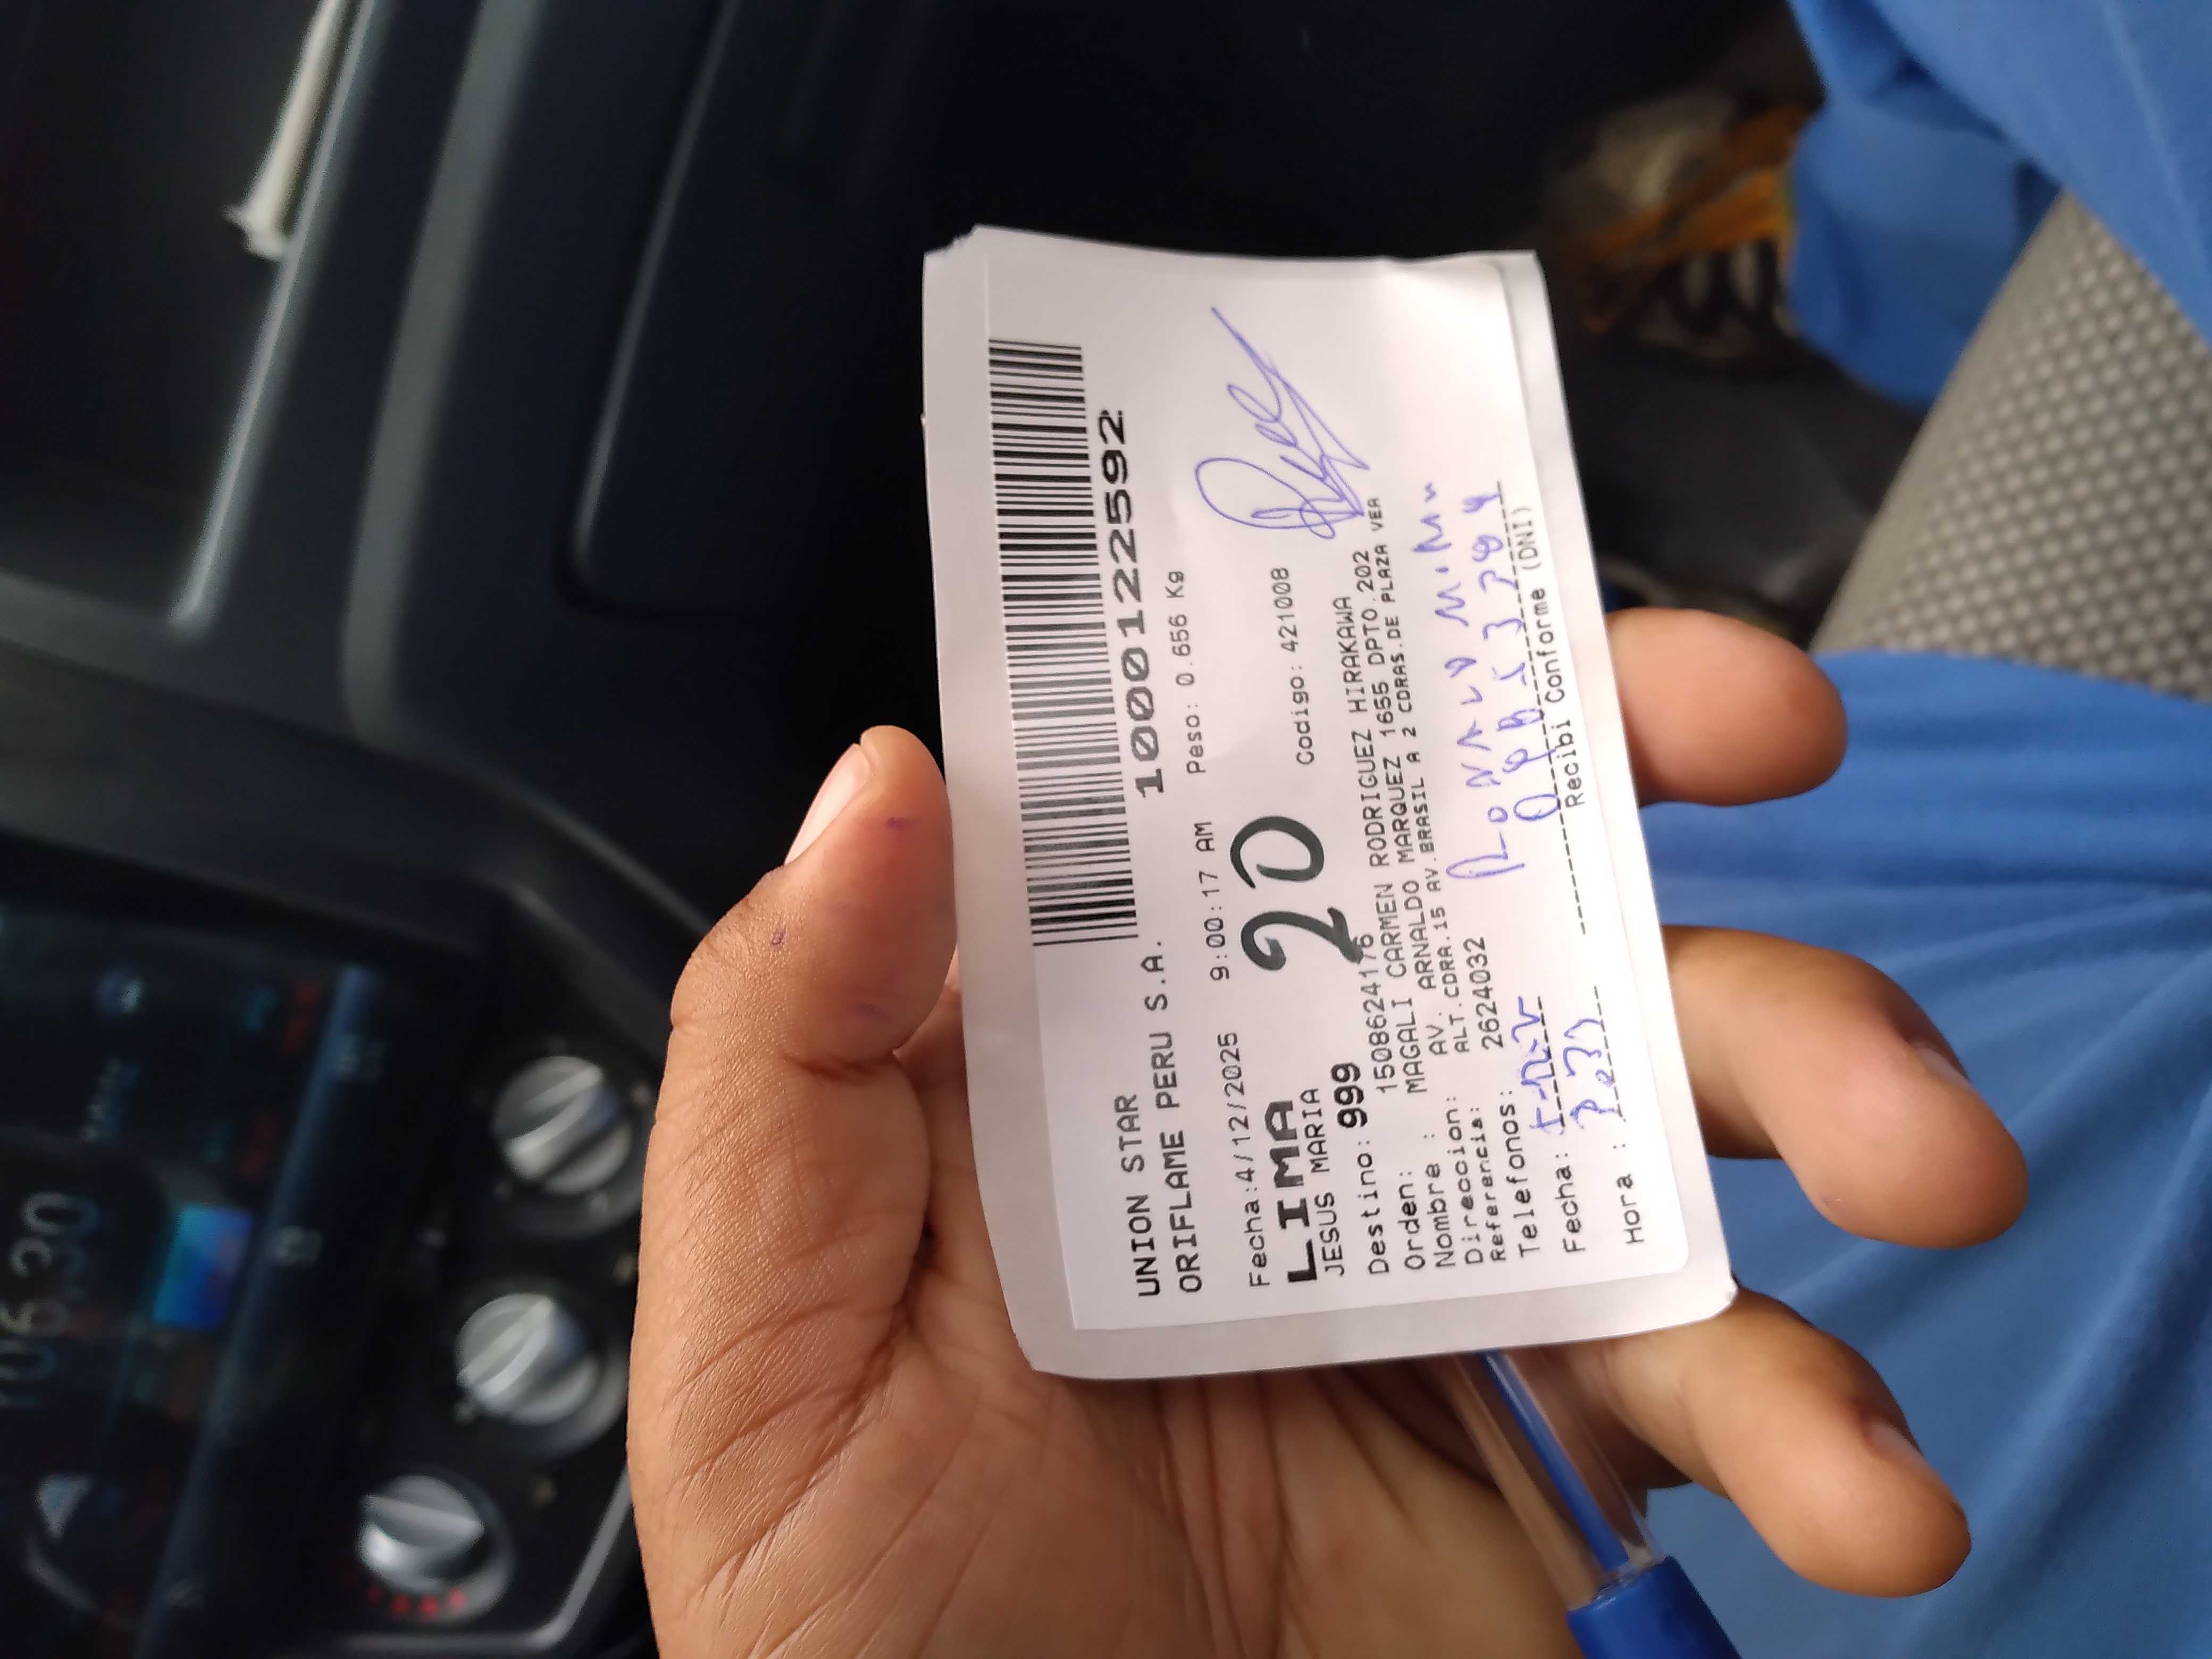 1000122592
UNION STAR
ORIFLAME PERU S.A.
Fecha:4/12/2025 9:00:17 AM Peso: 0.656 Kg
LIMA 20
JESUS MARIA Codigo: 421008
Destino: 999
Orden: 1508624176
Nombre : MAGALI CARMEN RODRIGUEZ HIRAKAWA
Direccion: AV. ARNALDO MARQUEZ 1655 DPTO.202
Referencia: ALT.CDRA.15 AV.BRASIL A 2 CDRAS.DE PLAZA VEA
Telefonos: 2624032
Fecha:
Hora :
Recibi Conforme (DNI)